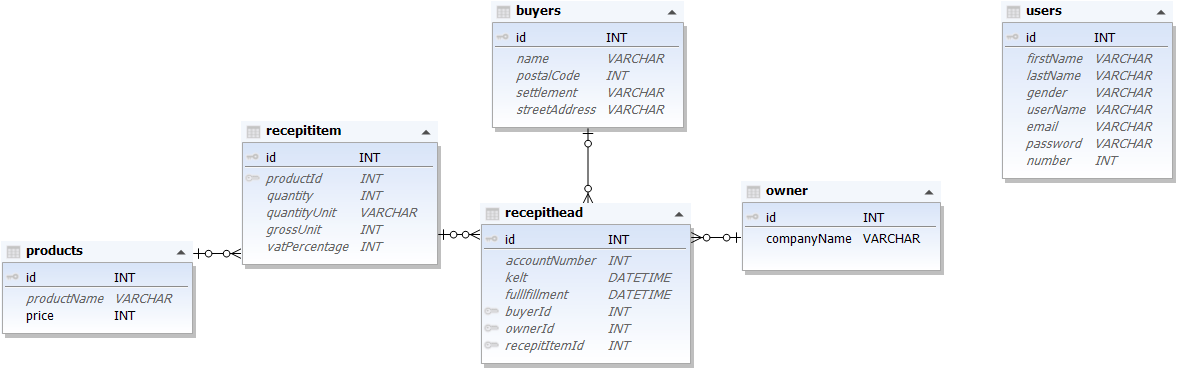 buyers
id INT
name VARCHAR
postalCode INT
settlement VARCHAR
streetAddress VARCHAR
users
id INT
firstName VARCHAR
lastName VARCHAR
gender VARCHAR
userName VARCHAR
email VARCHAR
password VARCHAR
number INT
recepititem
id INT
productId INT
quantity INT
quantityUnit VARCHAR
grossUnit INT
vatPercentage INT
owner
id INT
companyName VARCHAR
recepithead
id INT
accountNumber INT
kelt DATETIME
fulllfillment DATETIME
buyerId INT
ownerId INT
recepitItemId INT
products
id INT
productName VARCHAR
price INT